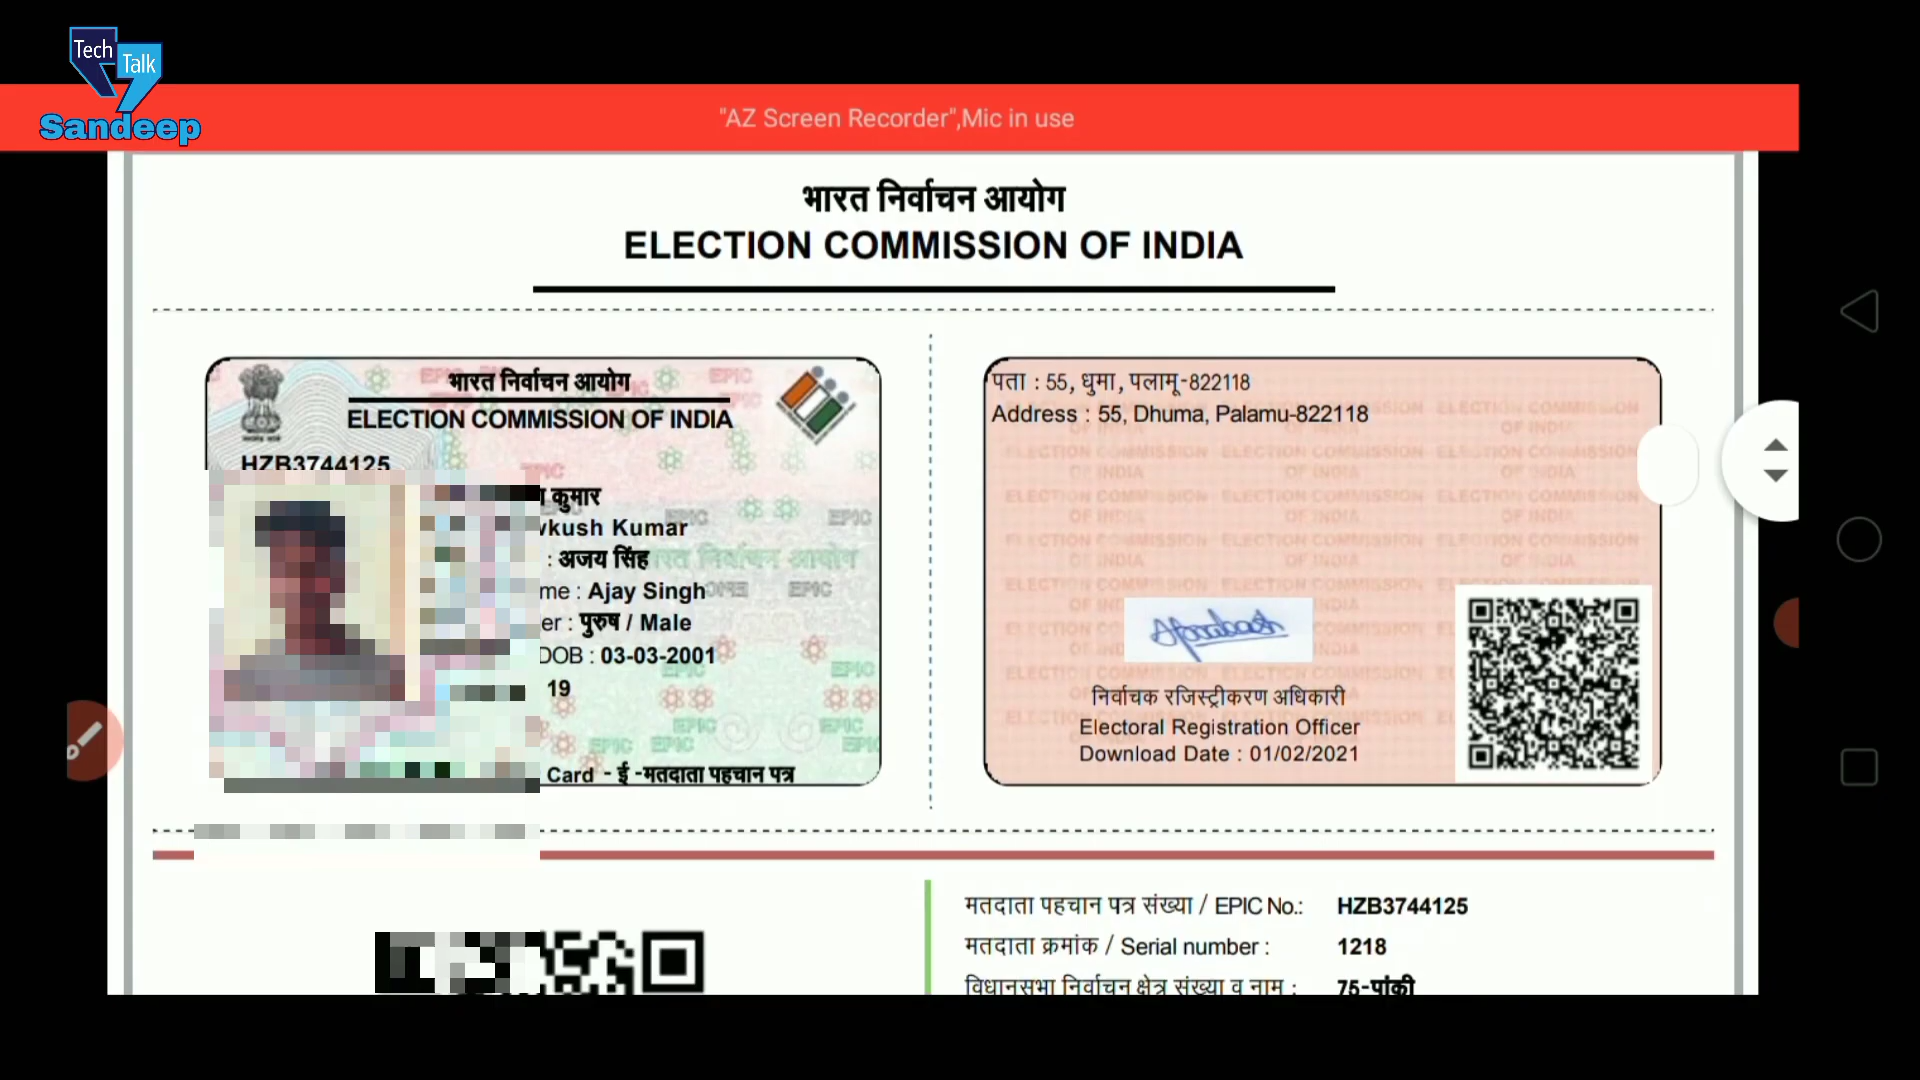 Tech
Talk
Sandeep
"AZ Screen Recorder",Mic in use
भारत निर्वाचन आयोग
ELECTION COMMISSION OF INDIA
भारत निर्वाचन आयोग
ELECTION COMMISSION OF INDIA
HZB3744125
कुमार
vkush Kumar
: अजय सिंह
me : Ajay Singh
er : पुरुष / Male
DOB : 03-03-2001
19
Card - ई -मतदाता पहचान पत्र
पता : 55, धुमा, पलामू-822118
Address : 55, Dhuma, Palamu-822118
निर्वाचक रजिस्ट्रीकरण अधिकारी
Electoral Registration Officer
Download Date : 01/02/2021
मतदाता पहचान पत्र संख्या / EPIC No.: HZB3744125
मतदाता क्रमांक / Serial number : 1218
विधानसभा निर्वाचन क्षेत्र संख्या व नाम : 75-पांकी